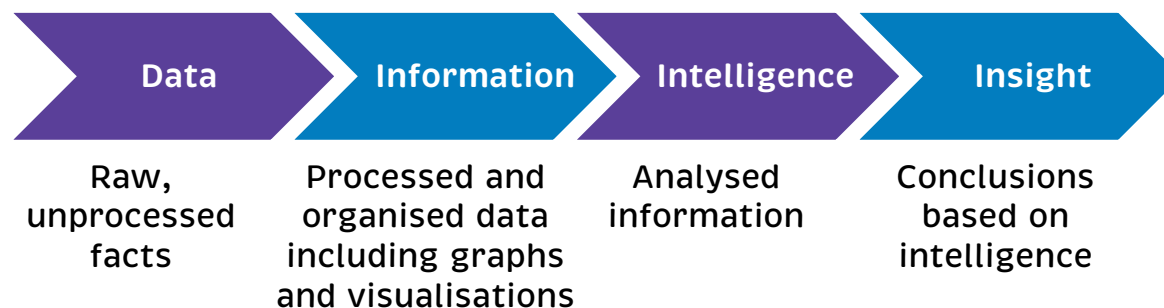 Data
Information
Intelligence
Insight
Raw,
unprocessed
facts
Processed and
organised data
including graphs
and visualisations
Analysed
information
Conclusions
based on
intelligence